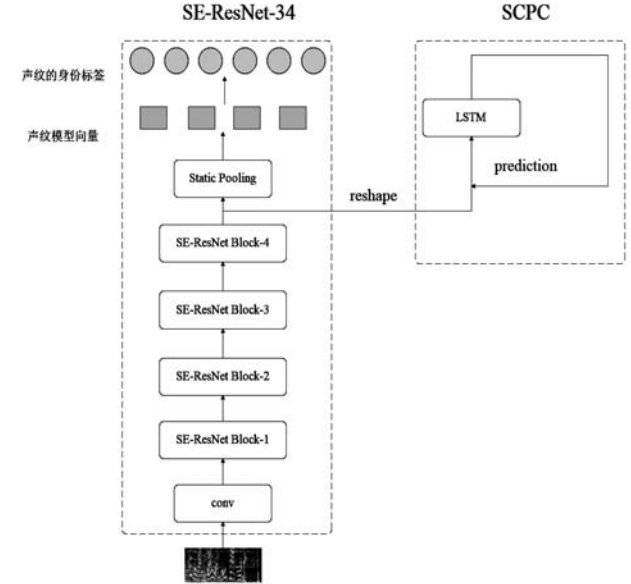 SE-ResNet-34
SCPC
声纹的身份标签
声纹模型向量
LSTM
Static Pooling
prediction
reshape
SE-ResNet Block-4
SE-ResNet Block-3
SE-ResNet Block-2
SE-ResNet Block-1
conv